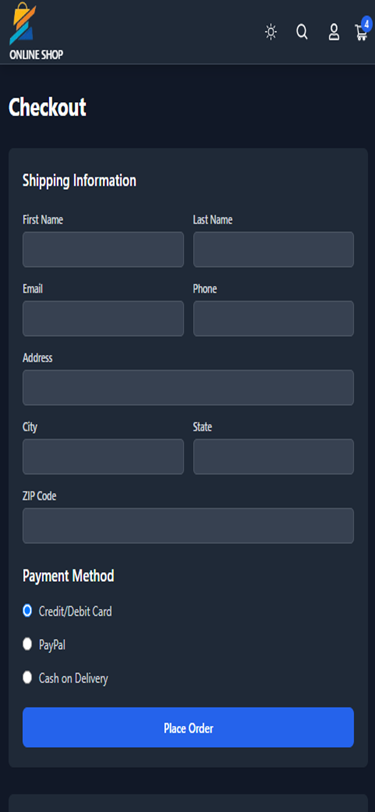 4
ONLINE SHOP
Checkout
Shipping Information
First Name Last Name
Email Phone
Address
City State
ZIP Code
Payment Method
Credit/Debit Card
PayPal
Cash on Delivery
Place Order